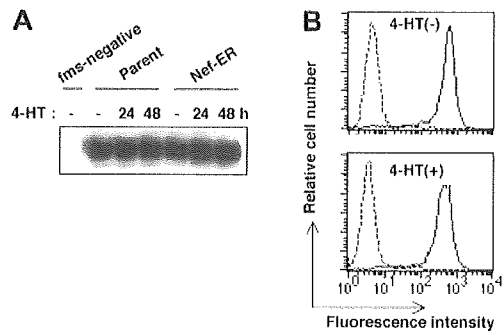 A
fms-negative
Parent
Nef-ER
4-HT : - - 24 48 - 24 48 h
B
4-HT(-)
4-HT(+)
Relative cell number
10⁰ 10¹ 10² 10³ 10⁴
Fluorescence intensity